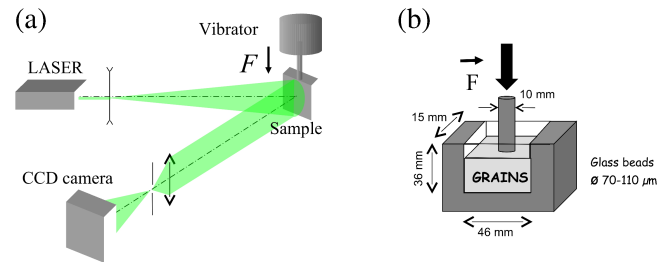 (a)
Vibrator
F
LASER
Sample
CCD camera
(b)
F
10 mm
15 mm
36 mm
GRAINS
Glass beads
Ø 70-110 µm
46 mm